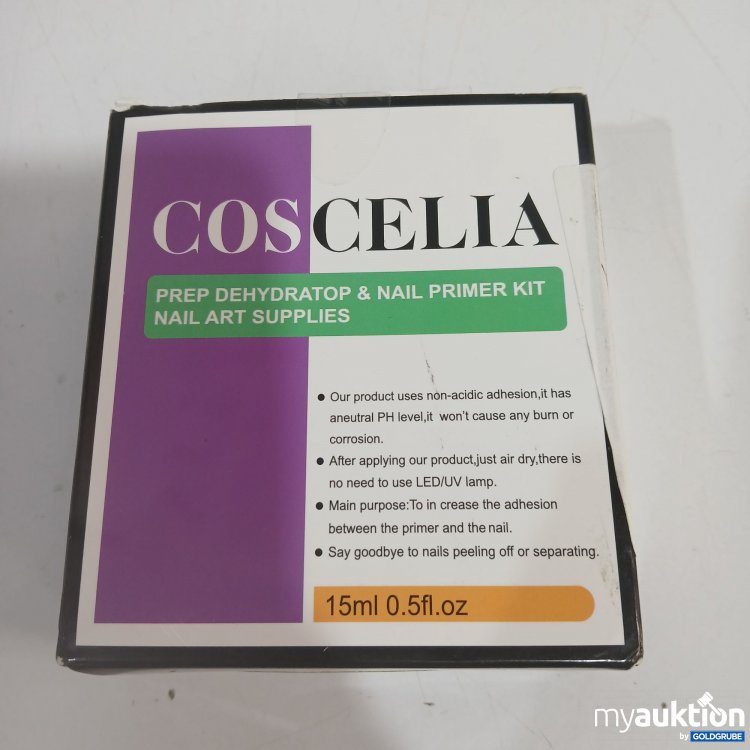 COSCELIA
PREP DEHYDRATOP & NAIL PRIMER KIT
NAIL ART SUPPLIES
• Our product uses non-acidic adhesion,it has
aneutral PH level,it won't cause any burn or
corrosion.
• After applying our product,just air dry,there is
no need to use LED/UV lamp.
• Main purpose:To in crease the adhesion
between the primer and the nail.
• Say goodbye to nails peeling off or separating.
15ml 0.5fl.oz
myauktion
by GOLDGRUBE